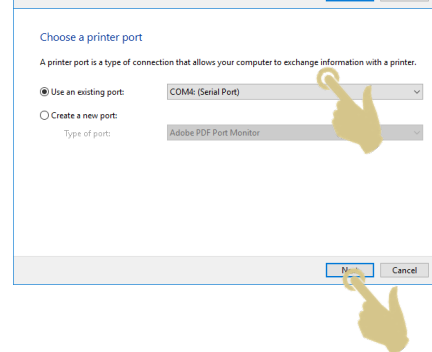 Choose a printer port
A printer port is a type of connection that allows your computer to exchange information with a printer.
Use an existing port: COM4: (Serial Port)
Create a new port:
Type of port: Adobe PDF Port Monitor
Cancel